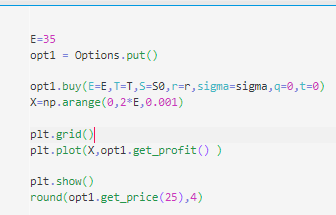 E=35
opt1 = Options.put()
opt1.buy(E=E,T=T,S=S0,r=r,sigma=sigma,q=0,t=0)
X=np.arange(0,2*E,0.001)
plt.grid()
plt.plot(X,opt1.get_profit() )
plt.show()
round(opt1.get_price(25),4)